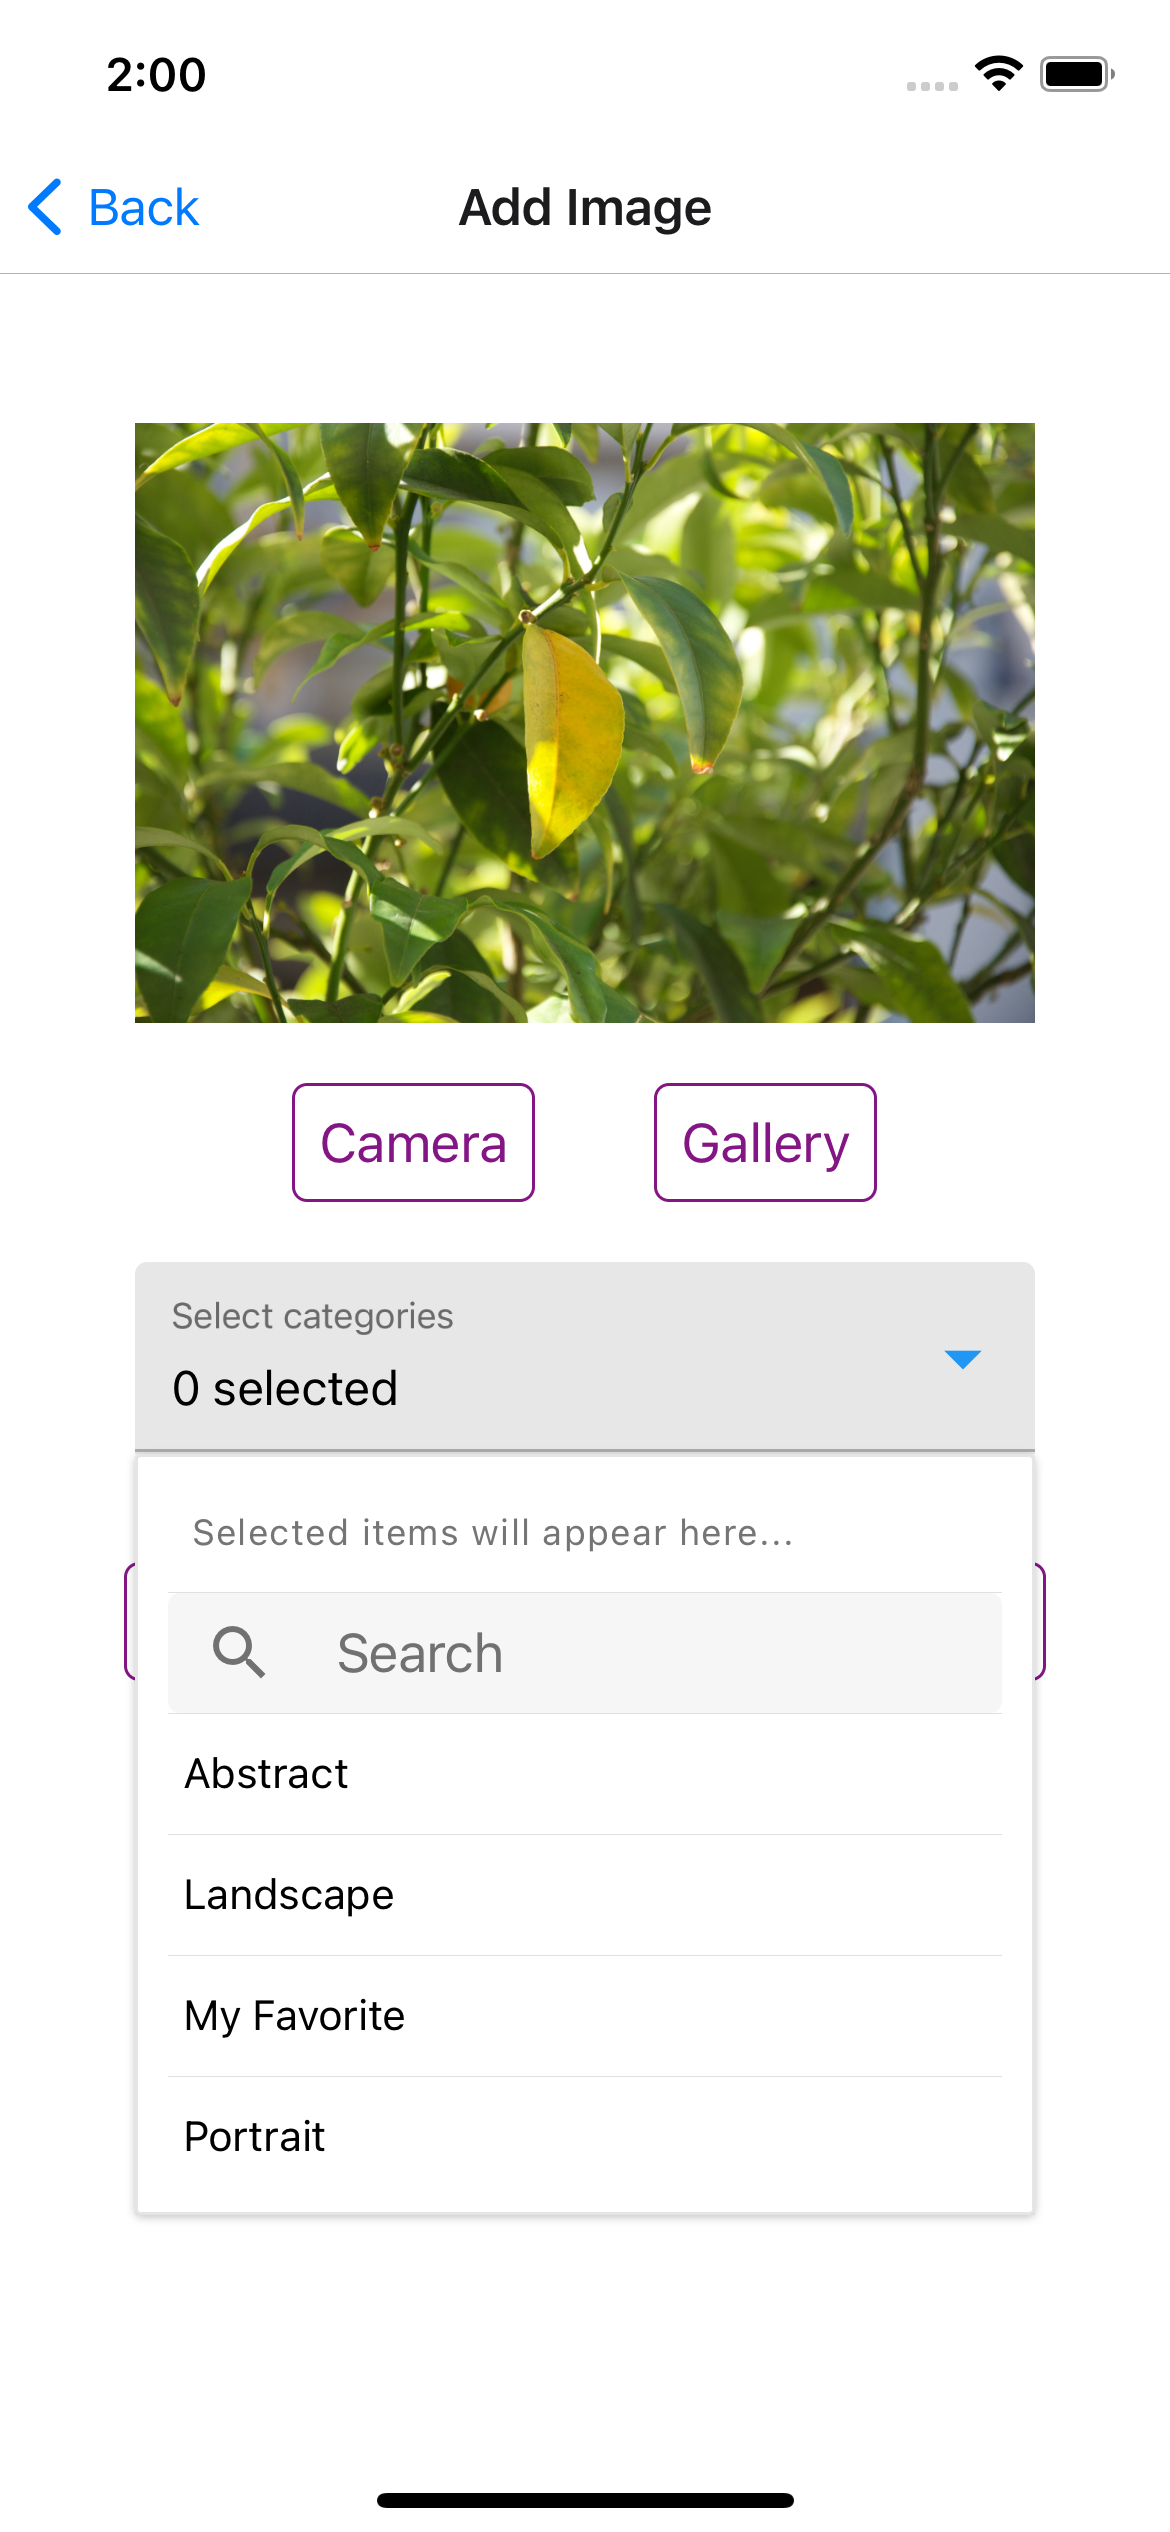 2:00
Back
Add Image
Camera
Gallery
Select categories
0 selected
Selected items will appear here...
Search
Abstract
Landscape
My Favorite
Portrait